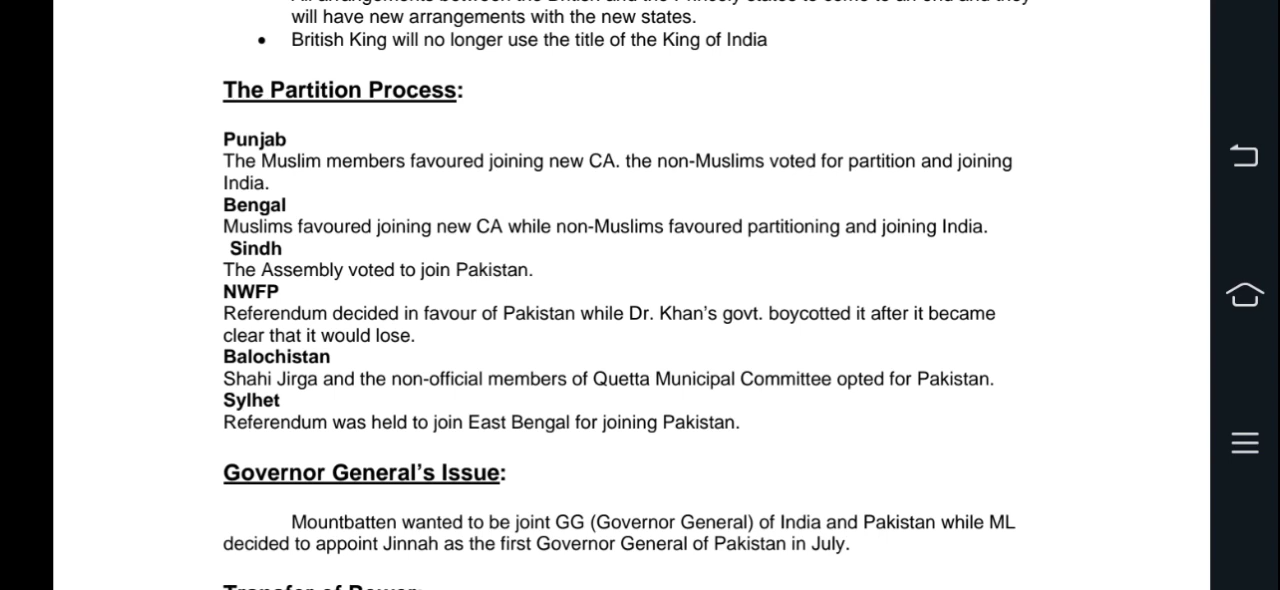 will have new arrangements with the new states.
• British King will no longer use the title of the King of India
The Partition Process:
Punjab
The Muslim members favoured joining new CA. the non-Muslims voted for partition and joining
India.
Bengal
Muslims favoured joining new CA while non-Muslims favoured partitioning and joining India.
Sindh
The Assembly voted to join Pakistan.
NWFP
Referendum decided in favour of Pakistan while Dr. Khan's govt. boycotted it after it became
clear that it would lose.
Balochistan
Shahi Jirga and the non-official members of Quetta Municipal Committee opted for Pakistan.
Sylhet
Referendum was held to join East Bengal for joining Pakistan.
Governor General's Issue:
Mountbatten wanted to be joint GG (Governor General) of India and Pakistan while ML
decided to appoint Jinnah as the first Governor General of Pakistan in July.